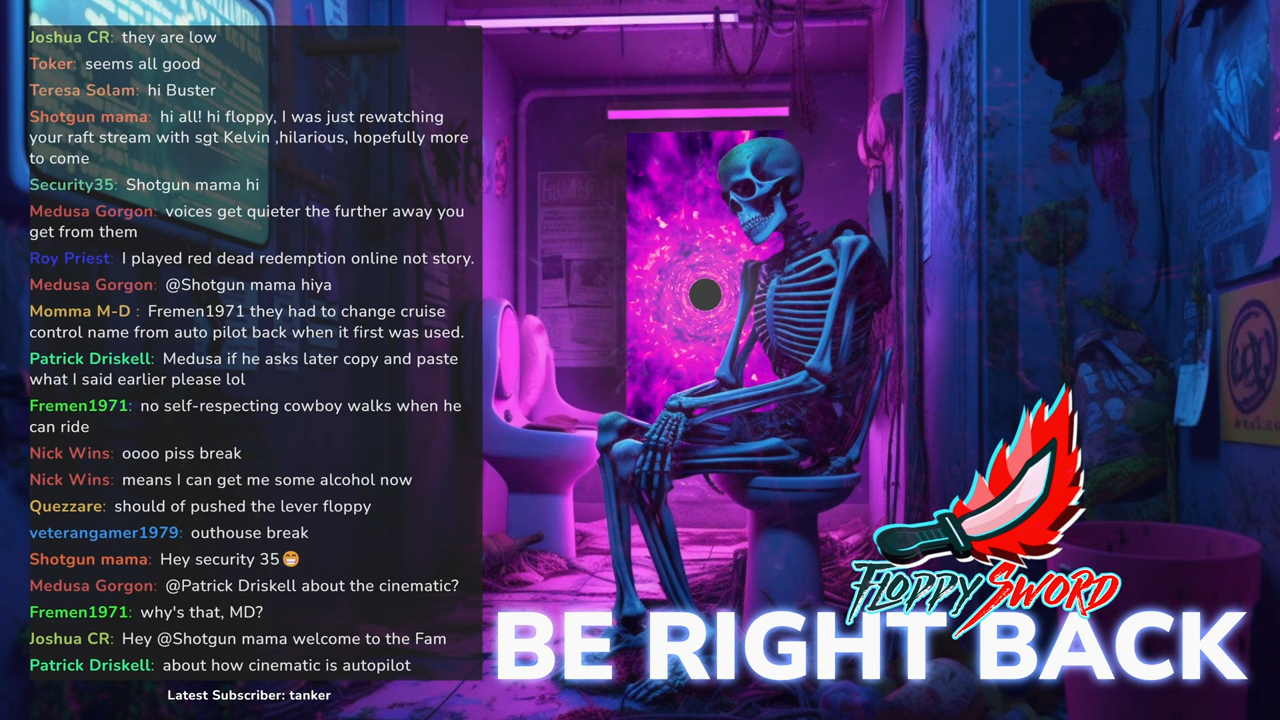 Joshua CR: they are low
Toker: seems all good
Teresa Solam: hi Buster
Shotgun mama: hi all! hi floppy, I was just rewatching
your raft stream with sgt Kelvin ,hilarious, hopefully more
to come
Security35: Shotgun mama hi
Medusa Gorgon: voices get quieter the further away you
get from them
Roy Priest: I played red dead redemption online not story.
Medusa Gorgon: @Shotgun mama hiya
Momma M-D : Fremen1971 they had to change cruise
control name from auto pilot back when it first was used.
Patrick Driskell: Medusa if he asks later copy and paste
what I said earlier please lol
Fremen1971: no self-respecting cowboy walks when he
can ride
Nick Wins: oooo piss break
Nick Wins: means I can get me some alcohol now
Quezzare: should of pushed the lever floppy
veterangamer1979: outhouse break
Shotgun mama: Hey security 35😁
Medusa Gorgon: @Patrick Driskell about the cinematic?
Fremen1971: why's that, MD?
Joshua CR: Hey @Shotgun mama welcome to the Fam
Patrick Driskell: about how cinematic is autopilot
Latest Subscriber: tanker
FLOPPY SWORD
BE RIGHT BACK